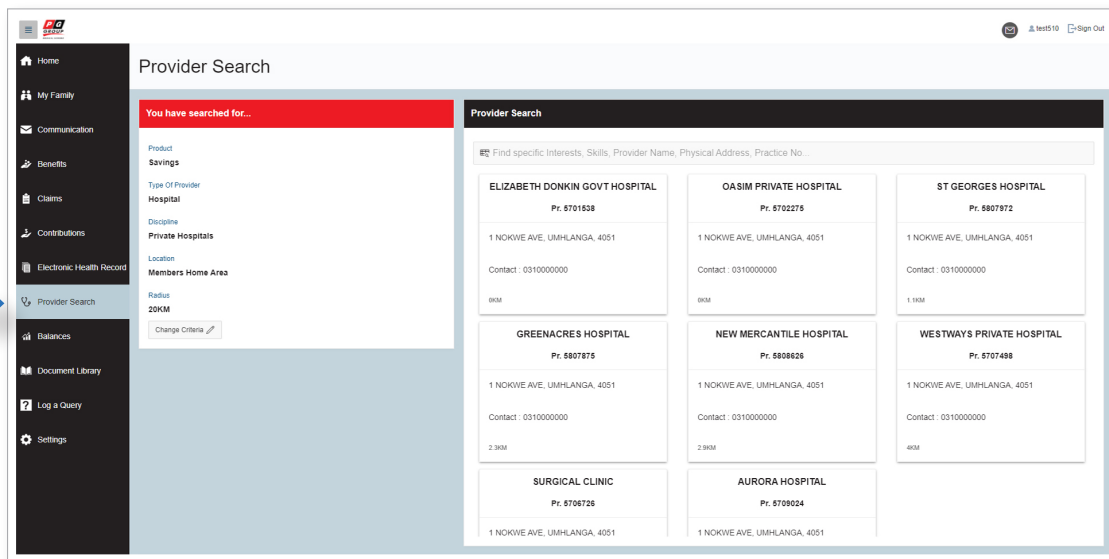 PG
GROUP
test510
Sign Out
Home
My Family
Communication
Benefits
Claims
Contributions
Electronic Health Record
Provider Search
Balances
Document Library
Log a Query
Settings
Provider Search
You have searched for...
Product
Savings
Type Of Provider
Hospital
Discipline
Private Hospitals
Location
Members Home Area
Radius
20KM
Change Criteria
Provider Search
Find specific Interests, Skills, Provider Name, Physical Address, Practice No...
ELIZABETH DONKIN GOVT HOSPITAL
Pr. 5701538
1 NOKWE AVE, UMHLANGA, 4051
Contact : 0310000000
0KM
OASIM PRIVATE HOSPITAL
Pr. 5702275
1 NOKWE AVE, UMHLANGA, 4051
Contact : 0310000000
0KM
ST GEORGES HOSPITAL
Pr. 5807972
1 NOKWE AVE, UMHLANGA, 4051
Contact : 0310000000
1.1KM
GREENACRES HOSPITAL
Pr. 5807875
1 NOKWE AVE, UMHLANGA, 4051
Contact : 0310000000
2.3KM
NEW MERCANTILE HOSPITAL
Pr. 5808626
1 NOKWE AVE, UMHLANGA, 4051
Contact : 0310000000
2.9KM
WESTWAYS PRIVATE HOSPITAL
Pr. 5707498
1 NOKWE AVE, UMHLANGA, 4051
Contact : 0310000000
4KM
SURGICAL CLINIC
Pr. 5706726
1 NOKWE AVE, UMHLANGA, 4051
AURORA HOSPITAL
Pr. 5709024
1 NOKWE AVE, UMHLANGA, 4051